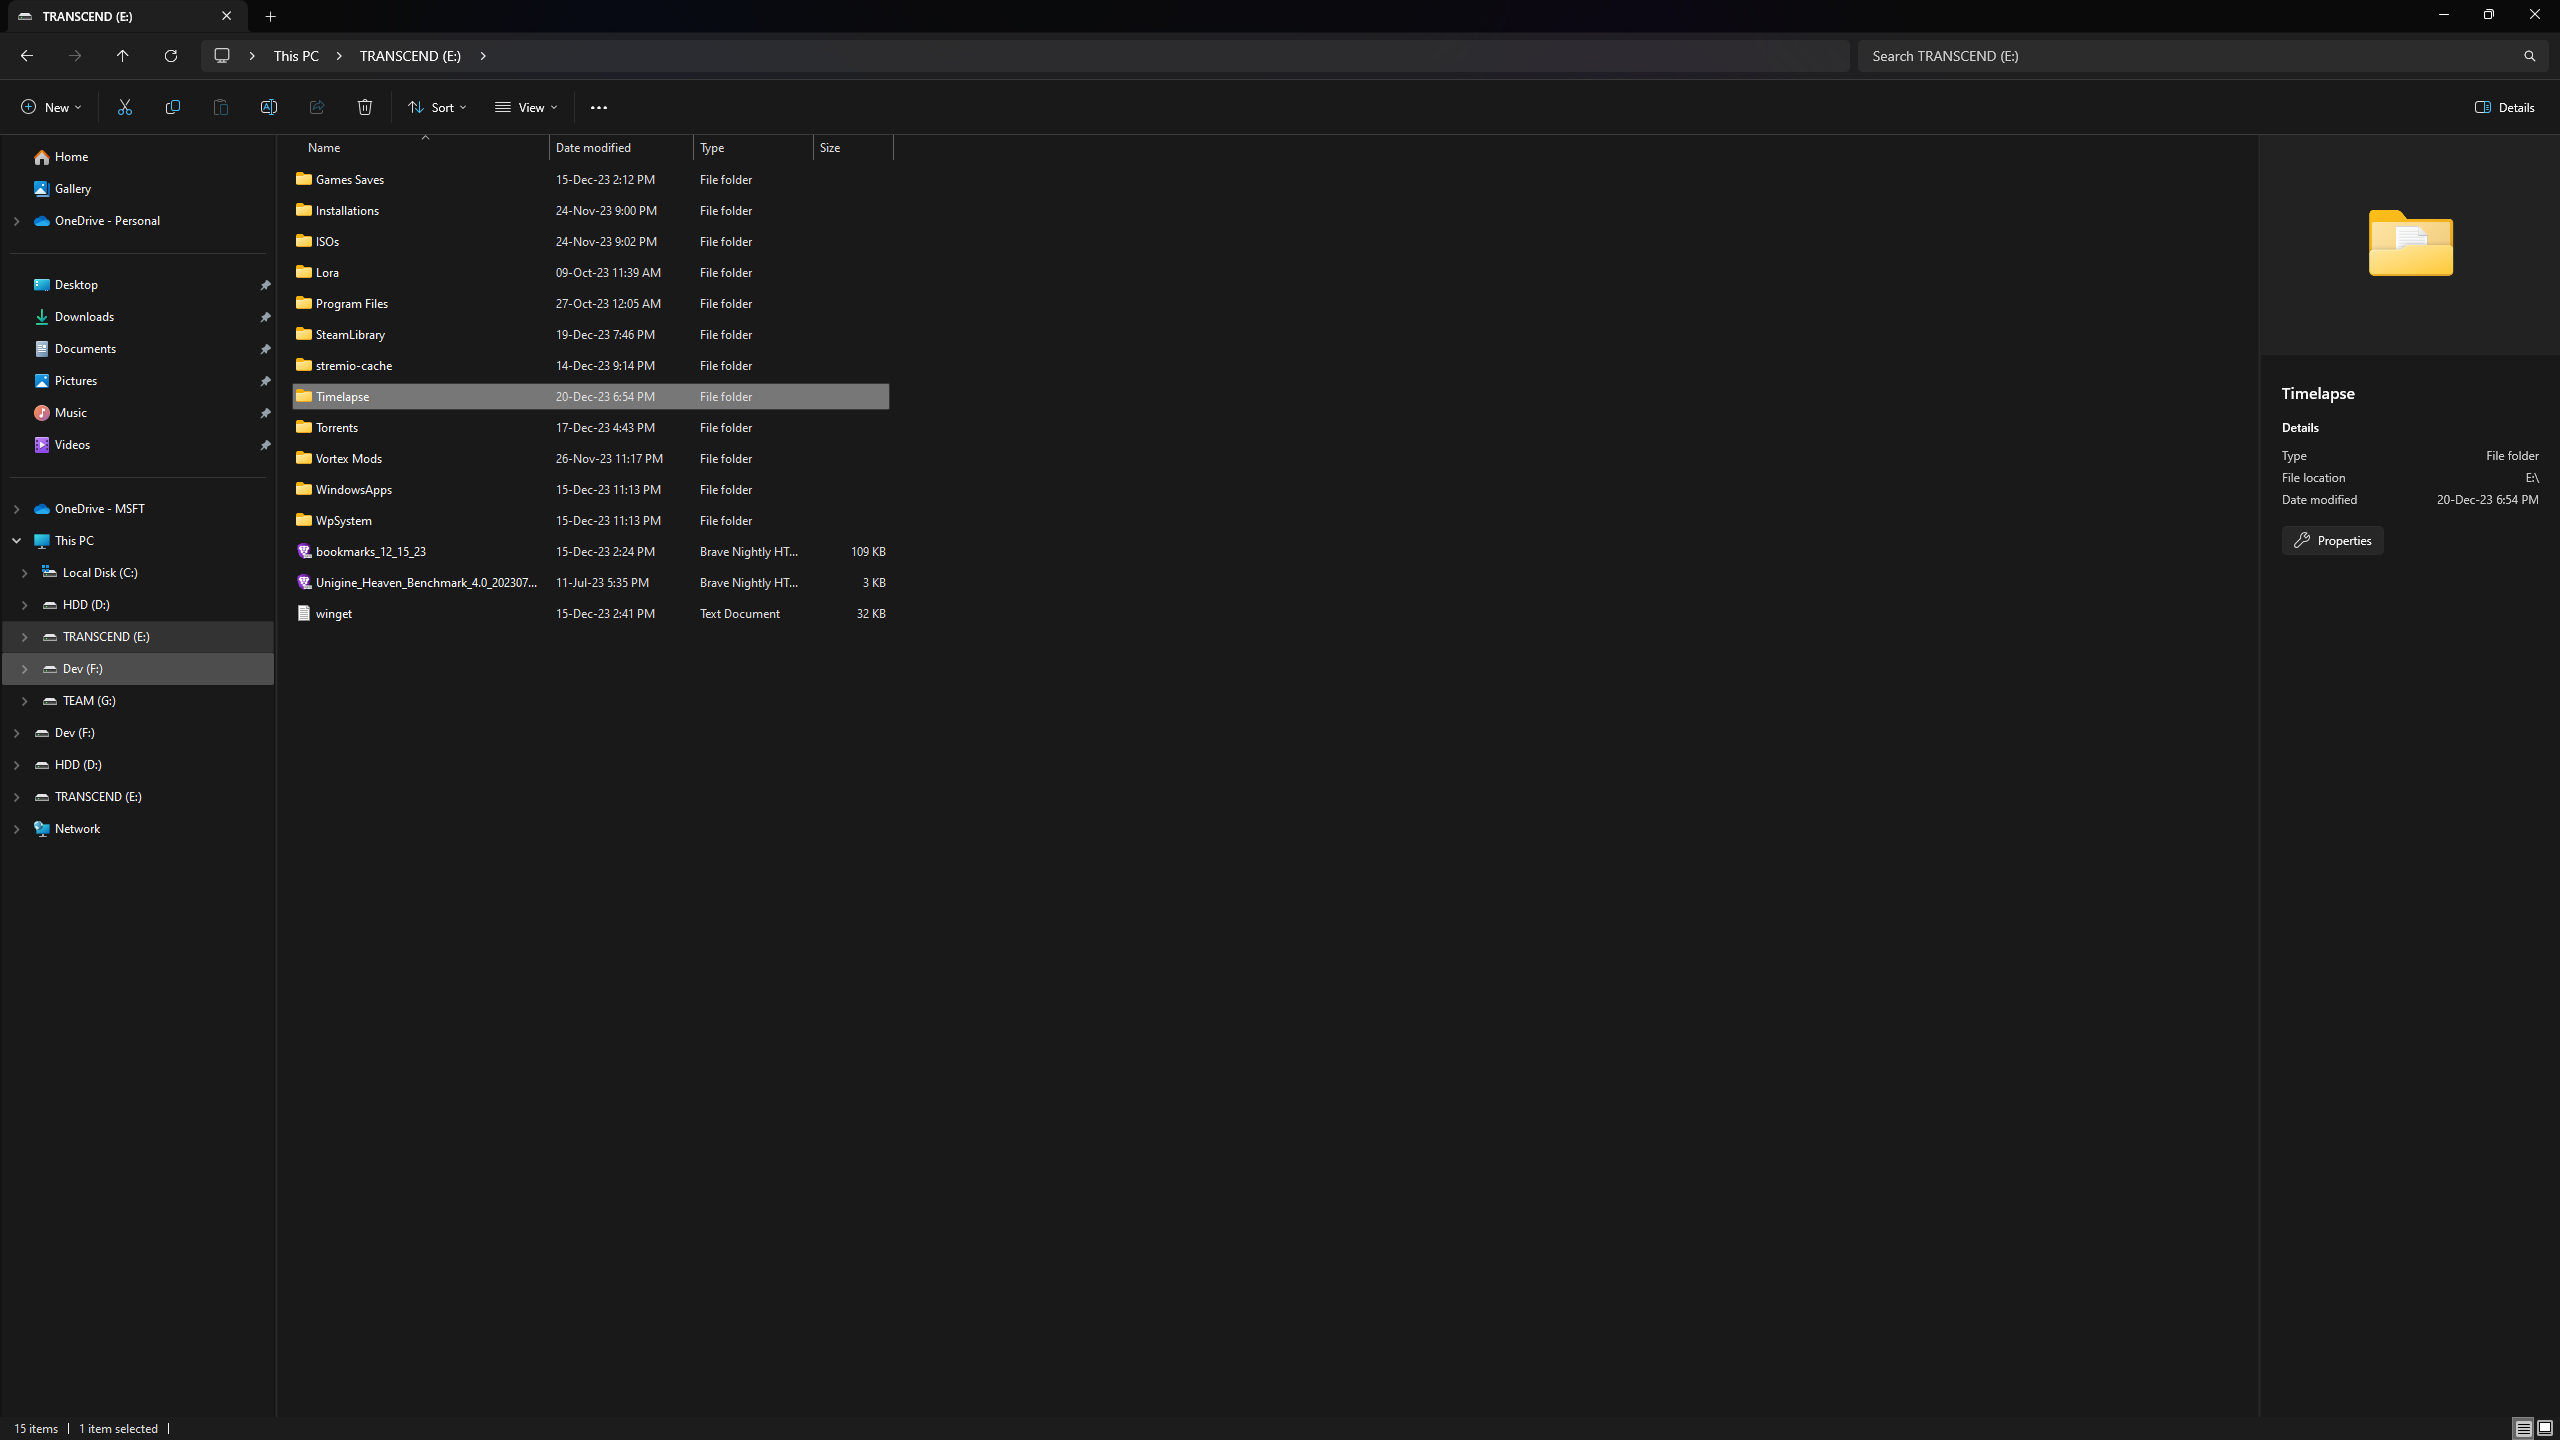 TRANSCEND (E:)
This PC
TRANSCEND (E:)
Search TRANSCEND (E:)
New
Sort
View
Details
Home
Gallery
OneDrive - Personal
Desktop
Downloads
Documents
Pictures
Music
Videos
OneDrive - MSFT
This PC
Local Disk (C:)
HDD (D:)
TRANSCEND (E:)
Dev (F:)
TEAM (G:)
Dev (F:)
HDD (D:)
TRANSCEND (E:)
Network
Name Date modified Type Size
Games Saves 15-Dec-23 2:12 PM File folder
Installations 24-Nov-23 9:00 PM File folder
ISOs 24-Nov-23 9:02 PM File folder
Lora 09-Oct-23 11:39 AM File folder
Program Files 27-Oct-23 12:05 AM File folder
SteamLibrary 19-Dec-23 7:46 PM File folder
stremio-cache 14-Dec-23 9:14 PM File folder
Timelapse 20-Dec-23 6:54 PM File folder
Torrents 17-Dec-23 4:43 PM File folder
Vortex Mods 26-Nov-23 11:17 PM File folder
WindowsApps 15-Dec-23 11:13 PM File folder
WpSystem 15-Dec-23 11:13 PM File folder
bookmarks_12_15_23 15-Dec-23 2:24 PM Brave Nightly HT... 109 KB
Unigine_Heaven_Benchmark_4.0_202307... 11-Jul-23 5:35 PM Brave Nightly HT... 3 KB
winget 15-Dec-23 2:41 PM Text Document 32 KB
Timelapse
Details
Type File folder
File location E:\
Date modified 20-Dec-23 6:54 PM
Properties
15 items
1 item selected